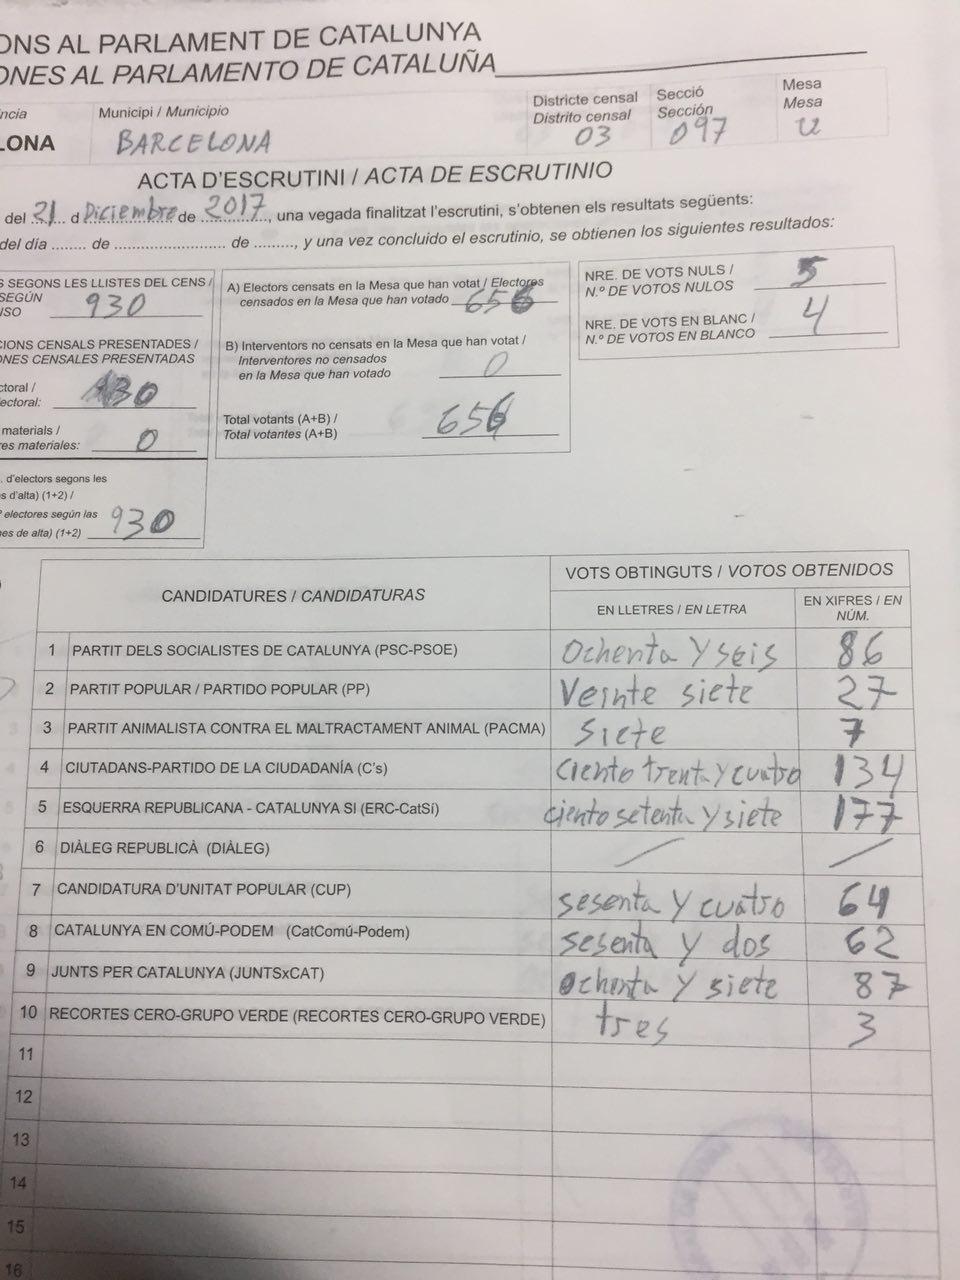 ONS AL PARLAMENT DE CATALUNYA
ONES AL PARLAMENTO DE CATALUÑA
ncia Municipi / Municipio Districte censal Secció Mesa
Distrito censal Sección Mesa
LONA BARCELONA 03 097 U
ACTA D'ESCRUTINI / ACTA DE ESCRUTINIO
del 21 d Diciembre de 2017, una vegada finalitzat l'escrutini, s'obtenen els resultats següents:
del día ........ de .......................... de ........., y una vez concluido el escrutinio, se obtienen los siguientes resultados:
S SEGONS LES LLISTES DEL CENS /
SEGÚN
NSO 930
CIONS CENSALS PRESENTADES /
ONES CENSALES PRESENTADAS
ctoral /
ectoral: 930
materials /
res materiales: 0
. d'electors segons les
s d'alta) (1+2) /
º electores según las
nes de alta) (1+2) 930
A) Electors censats en la Mesa que han votat / Electores
censados en la Mesa que han votado 656
B) Interventors no censats en la Mesa que han votat /
Interventores no censados
en la Mesa que han votado 0
Total votants (A+B) /
Total votantes (A+B) 656
NRE. DE VOTS NULS /
N.º DE VOTOS NULOS 5
NRE. DE VOTS EN BLANC /
N.º DE VOTOS EN BLANCO 4
CANDIDATURES / CANDIDATURAS VOTS OBTINGUTS / VOTOS OBTENIDOS
EN LLETRES / EN LETRA EN XIFRES / EN
NÚM.
1 PARTIT DELS SOCIALISTES DE CATALUNYA (PSC-PSOE) Ochenta Y seis 86
2 PARTIT POPULAR / PARTIDO POPULAR (PP) Veinte siete 27
3 PARTIT ANIMALISTA CONTRA EL MALTRACTAMENT ANIMAL (PACMA) Siete 7
4 CIUTADANS-PARTIDO DE LA CIUDADANÍA (C's) ciento trenta y cuatro 134
5 ESQUERRA REPUBLICANA - CATALUNYA SI (ERC-CatSí) ciento setenta y siete 177
6 DIÀLEG REPUBLICÀ (DIÀLEG) / /
7 CANDIDATURA D'UNITAT POPULAR (CUP) sesenta y cuatro 64
8 CATALUNYA EN COMÚ-PODEM (CatComú-Podem) sesenta y dos 62
9 JUNTS PER CATALUNYA (JUNTSxCAT) ochenta y siete 87
10 RECORTES CERO-GRUPO VERDE (RECORTES CERO-GRUPO VERDE) tres 3
11
12
13
14
15
16